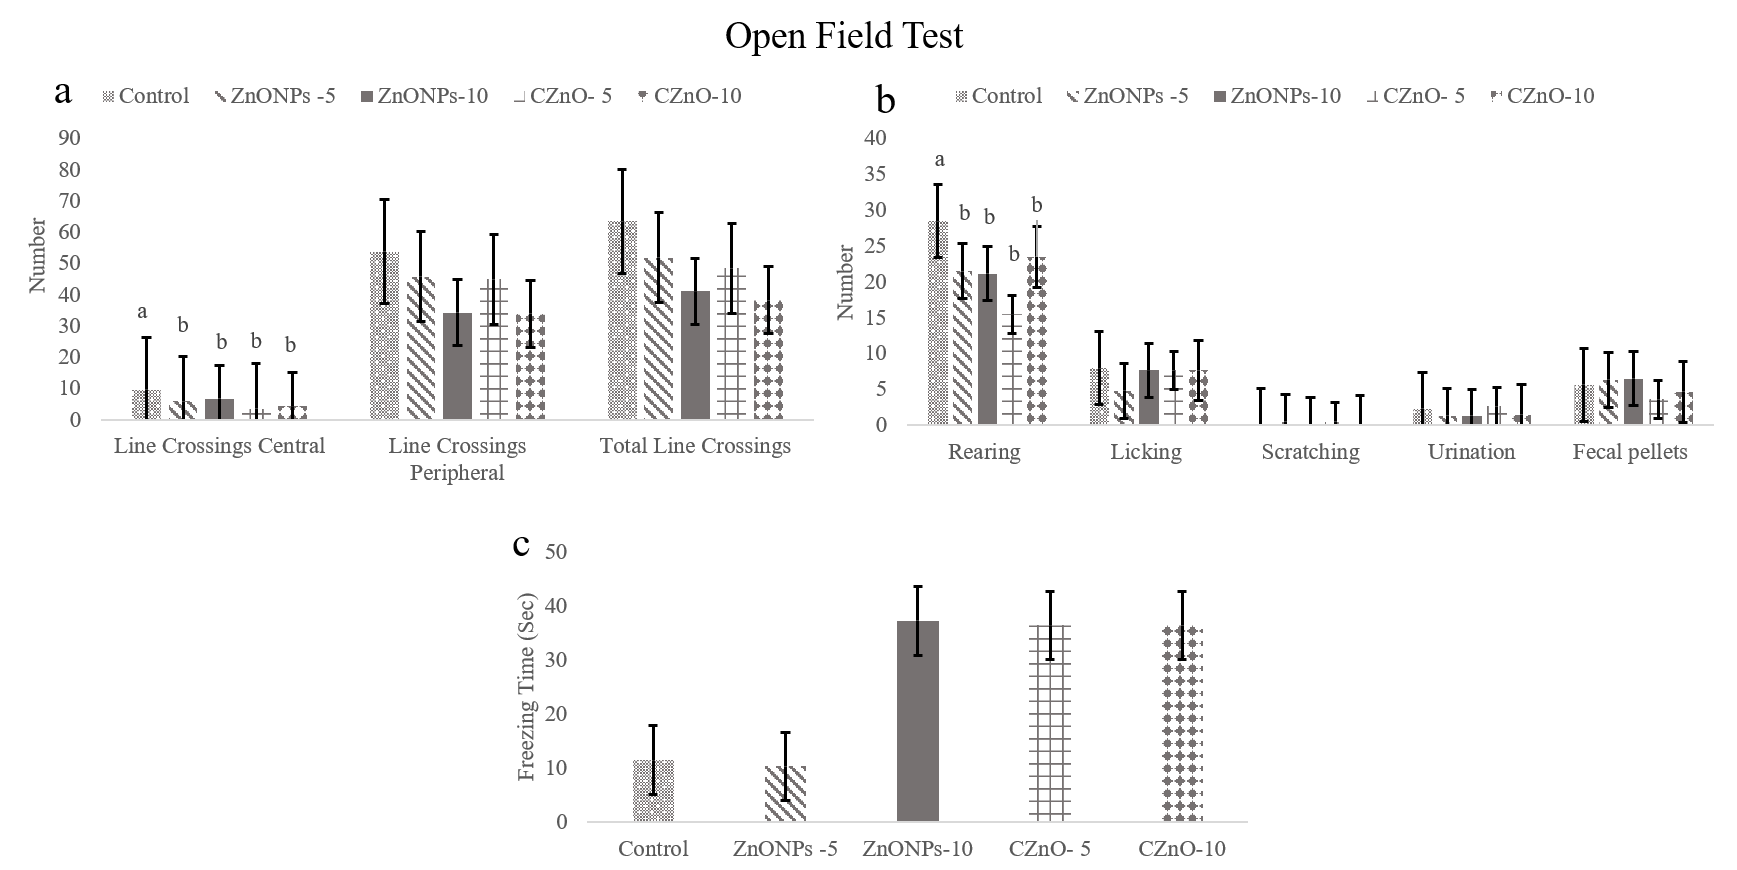 Open Field Test
a
Control ZnONPs -5 ZnONPs-10 CZnO- 5 CZnO-10
90
80
70
60
50
40
30
20
10
0
Number
a b b b b
Line Crossings Central Line Crossings Peripheral Total Line Crossings
b
Control ZnONPs -5 ZnONPs-10 CZnO- 5 CZnO-10
40
35
30
25
20
15
10
5
0
Number
a b b b b
Rearing Licking Scratching Urination Fecal pellets
c
50
40
30
20
10
0
Freezing Time (Sec)
Control ZnONPs -5 ZnONPs-10 CZnO- 5 CZnO-10